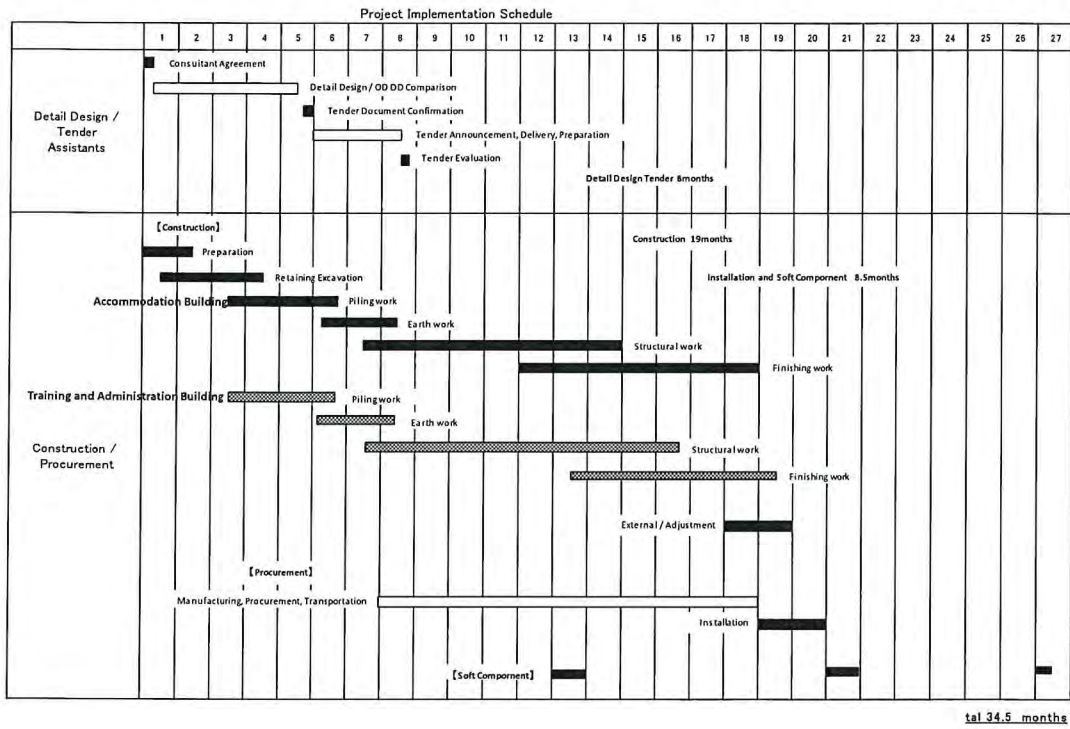 Project Implementation Schedule
1 2 3 4 5 6 7 8 9 10 11 12 13 14 15 16 17 18 19 20 21 22 23 24 25 26 27
Detail Design / Tender Assistants
Consultant Agreement
Detail Design / OD DD Comparison
Tender Document Confirmation
Tender Announcement, Delivery, Preparation
Tender Evaluation
Detail Design Tender 8months
Construction / Procurement
【Construction】
Construction 19months
Preparation
Retaining Excavation
Installation and Soft Compornent 8.5months
Accommodation Building
Piling work
Earth work
Structural work
Finishing work
Training and Administration Building
Piling work
Earth work
Structural work
Finishing work
External / Adjustment
【Procurement】
Manufacturing, Procurement, Transportation
Installation
【Soft Compornent】
tal 34.5 months